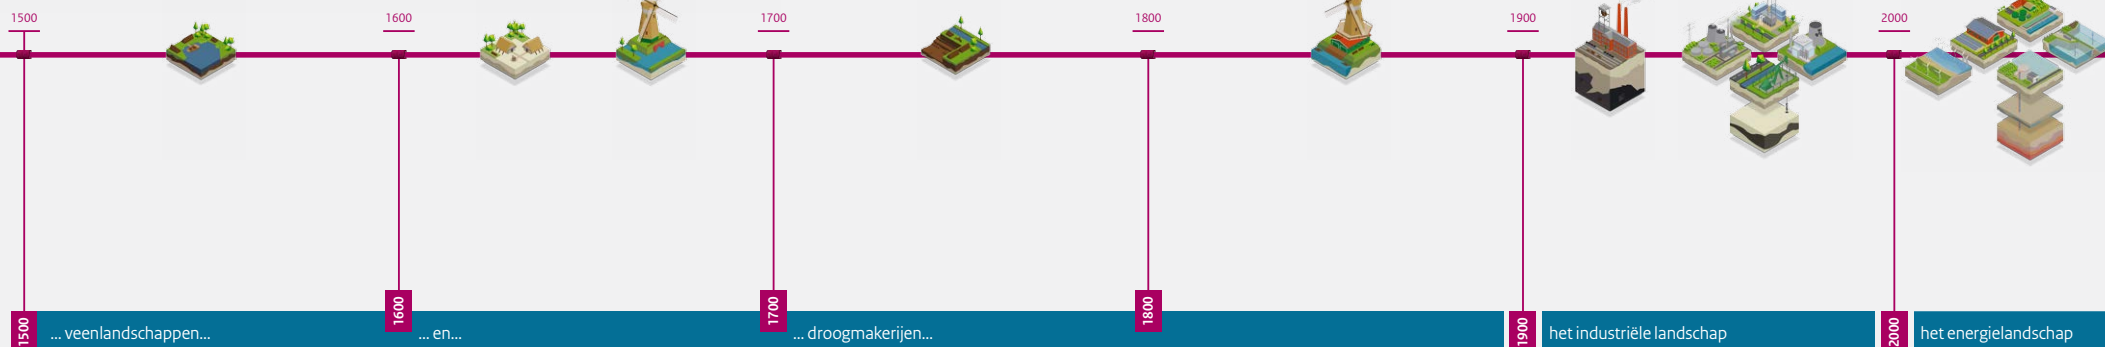 1500
1600
1700
1800
1900
2000
1500
1600
1700
1800
1900
2000
... veenlandschappen...
... en...
... droogmakerijen...
het industriële landschap
het energielandschap